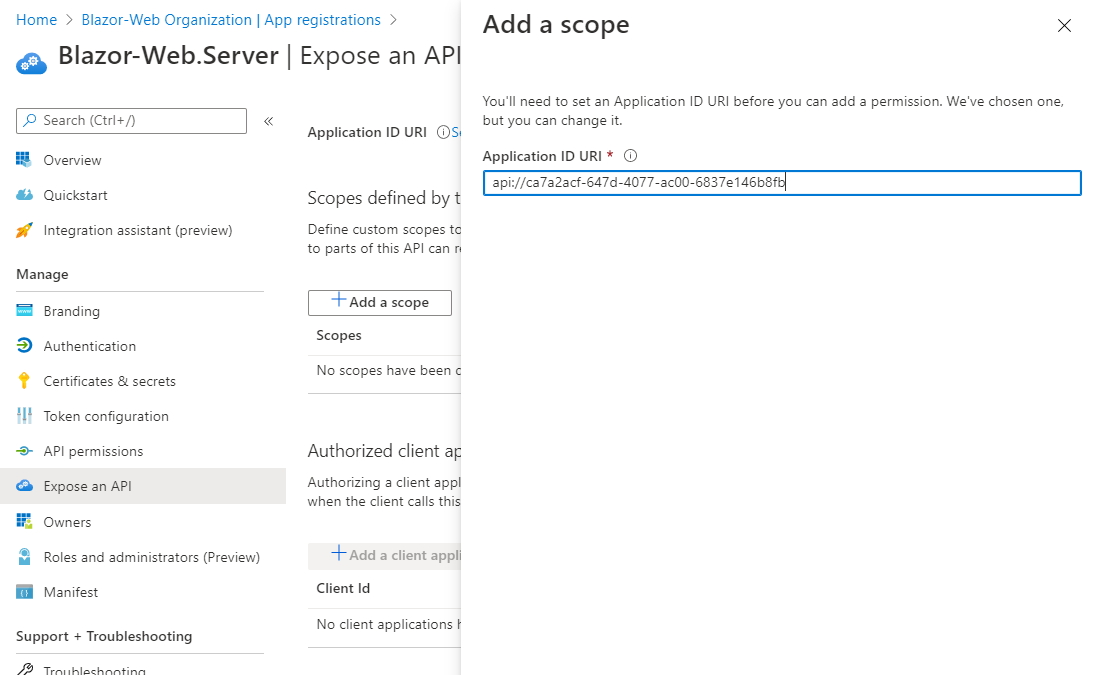 Home > Blazor-Web Organization | App registrations >
Blazor-Web.Server | Expose an API
Search (Ctrl+/)
«
Overview
Quickstart
Integration assistant (preview)
Manage
Branding
Authentication
Certificates & secrets
Token configuration
API permissions
Expose an API
Owners
Roles and administrators (Preview)
Manifest
Support + Troubleshooting
Troubleshooting
Application ID URI
Scopes defined by t
Define custom scopes to
to parts of this API can
+ Add a scope
Scopes
No scopes have been
Authorized client ap
Authorizing a client appl
when the client calls this
+ Add a client appli
Client Id
No client applications
Add a scope
You'll need to set an Application ID URI before you can add a permission. We've chosen one,
but you can change it.
Application ID URI *
api://ca7a2acf-647d-4077-ac00-6837e146b8fb